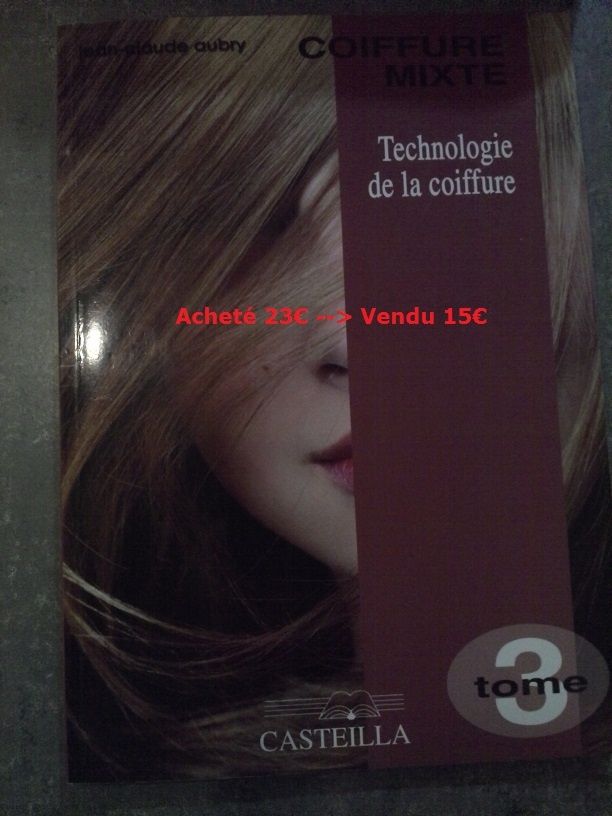 jean-claude aubry
COIFFURE
MIXTE
Technologie
de la coiffure
Acheté 23€ --> Vendu 15€
3
tome
CASTEILLA